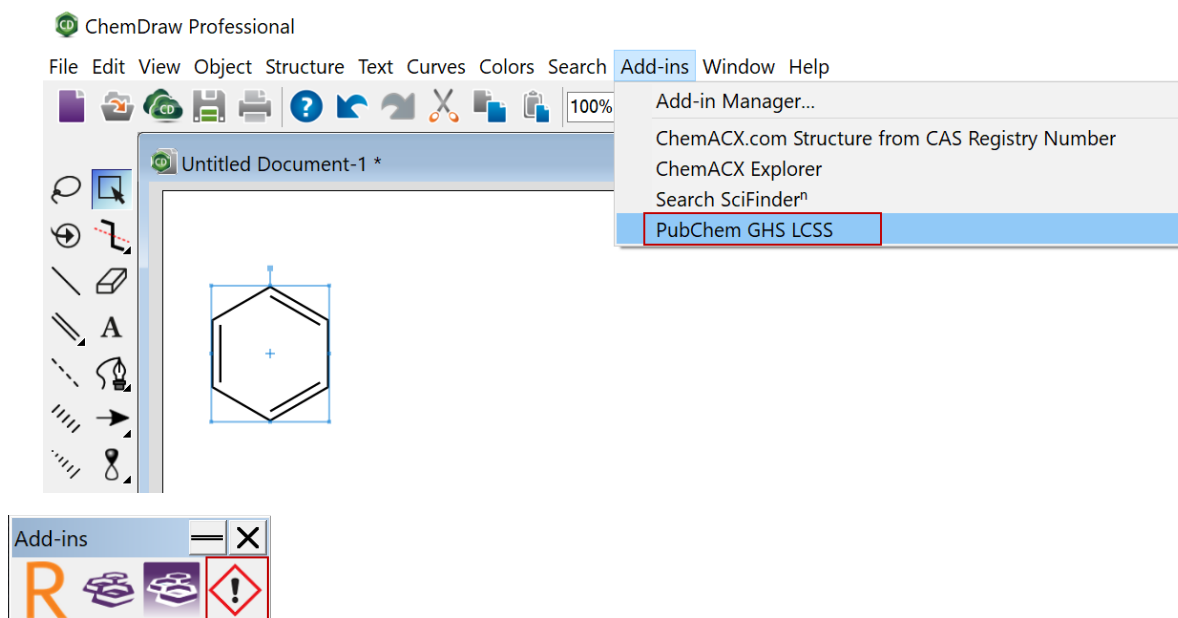 ChemDraw Professional
File Edit View Object Structure Text Curves Colors Search Add-ins Window Help
100%
Add-in Manager...
ChemACX.com Structure from CAS Registry Number
ChemACX Explorer
Search SciFinderⁿ
PubChem GHS LCSS
Untitled Document-1 *
A
Add-ins
R